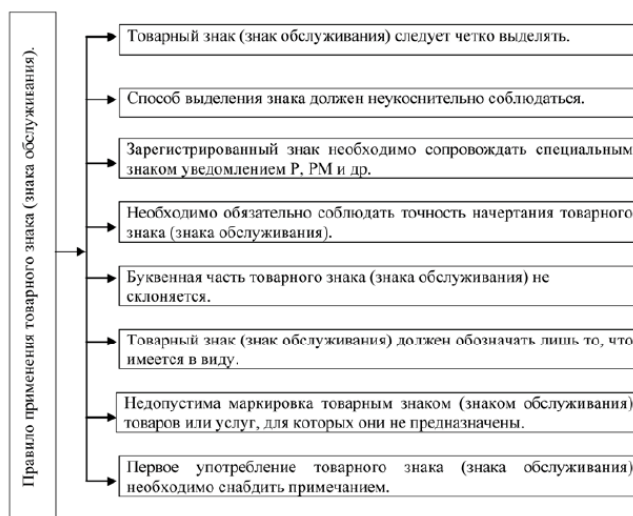 Правило применения товарного знака (знака обслуживания).
Товарный знак (знак обслуживания) следует четко выделять.
Способ выделения знака должен неукоснительно соблюдаться.
Зарегистрированный знак необходимо сопровождать специальным
знаком уведомлением Р, РМ и др.
Необходимо обязательно соблюдать точность начертания товарного
знака (знака обслуживания).
Буквенная часть товарного знака (знака обслуживания) не
склоняется.
Товарный знак (знак обслуживания) должен обозначать лишь то, что
имеется в виду.
Недопустима маркировка товарным знаком (знаком обслуживания)
товаров или услуг, для которых они не предназначены.
Первое употребление товарного знака (знака обслуживания)
необходимо снабдить примечанием.